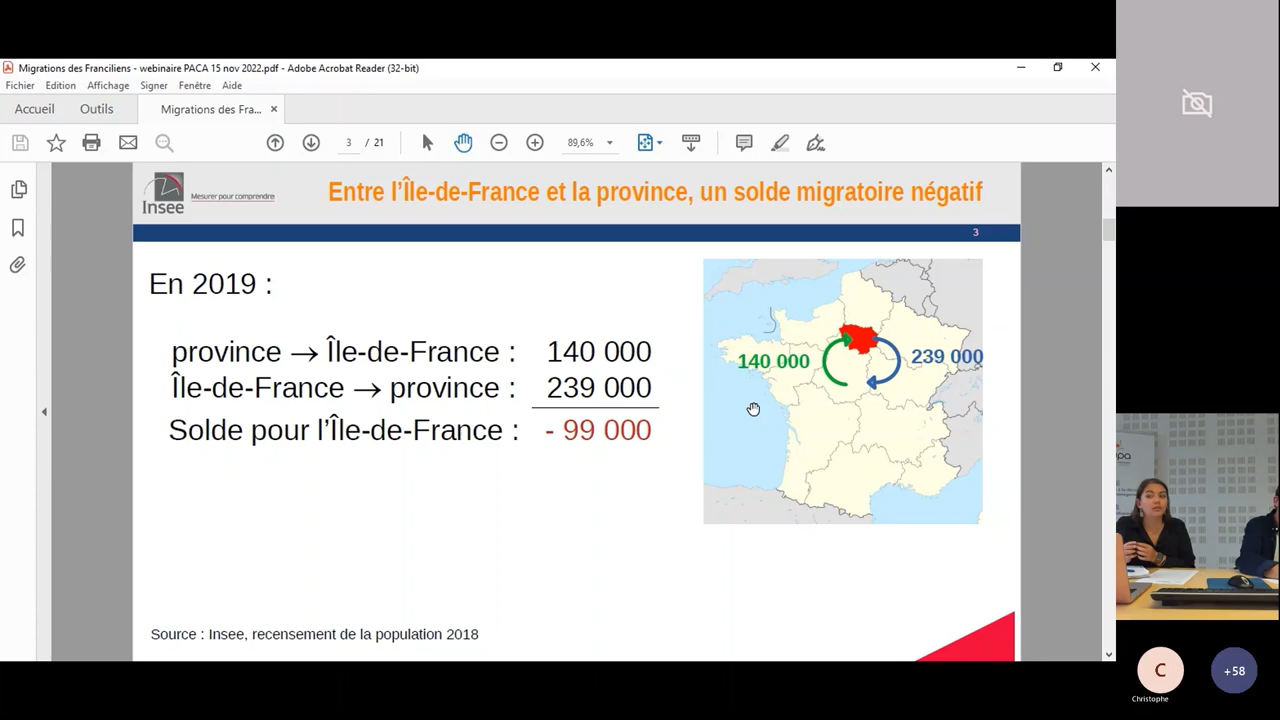 Migrations des Franciliens - webinaire PACA 15 nov 2022.pdf - Adobe Acrobat Reader (32-bit)
Fichier Edition Affichage Signer Fenêtre Aide
Accueil Outils Migrations des Fra... ×
3 / 21 89,6%
Insee Mesurer pour comprendre
Entre l’Île-de-France et la province, un solde migratoire négatif
3
En 2019 :
province → Île-de-France : 140 000
Île-de-France → province : 239 000
Solde pour l’Île-de-France : - 99 000
140 000
239 000
Source : Insee, recensement de la population 2018
C
+58
Christophe